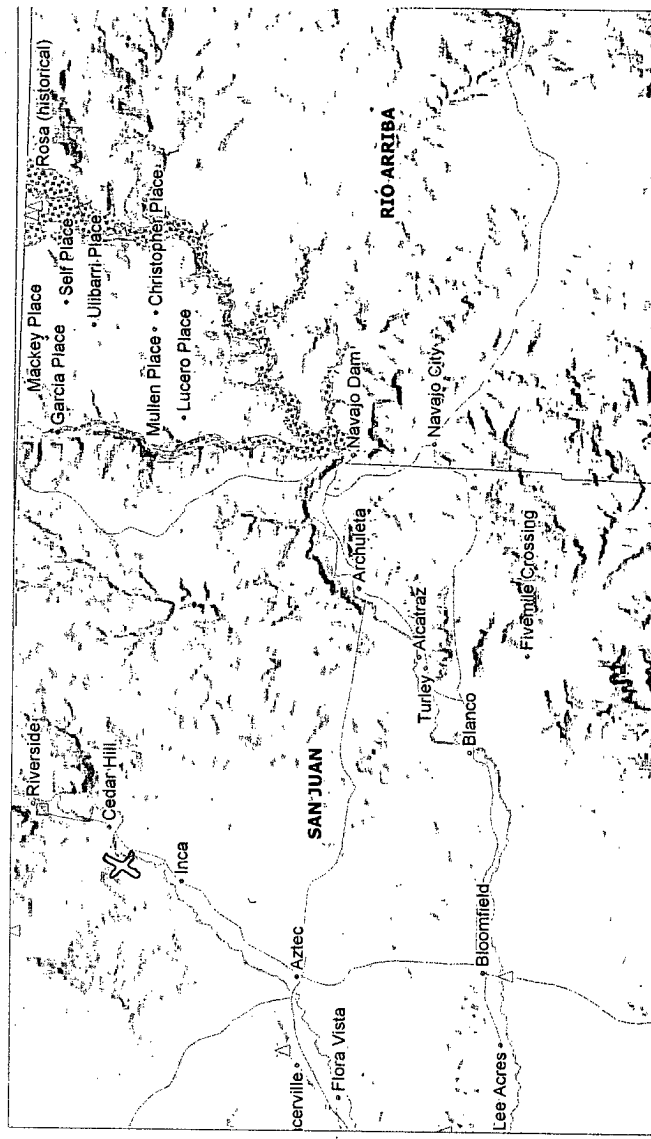 Riverside
Cedar Hill
Inca
Aztec
ncerville
Flora Vista
Lee Acres
Bloomfield
SAN JUAN
Blanco
Turley
Alcatraz
Archuleta
Fivemile Crossing
Navajo Dam
Navajo City
RIO ARRIBA
Mackey Place
Garcia Place
Self Place
Ulibarri Place
Mullen Place
Christopher Place
Lucero Place
Rosa (historical)